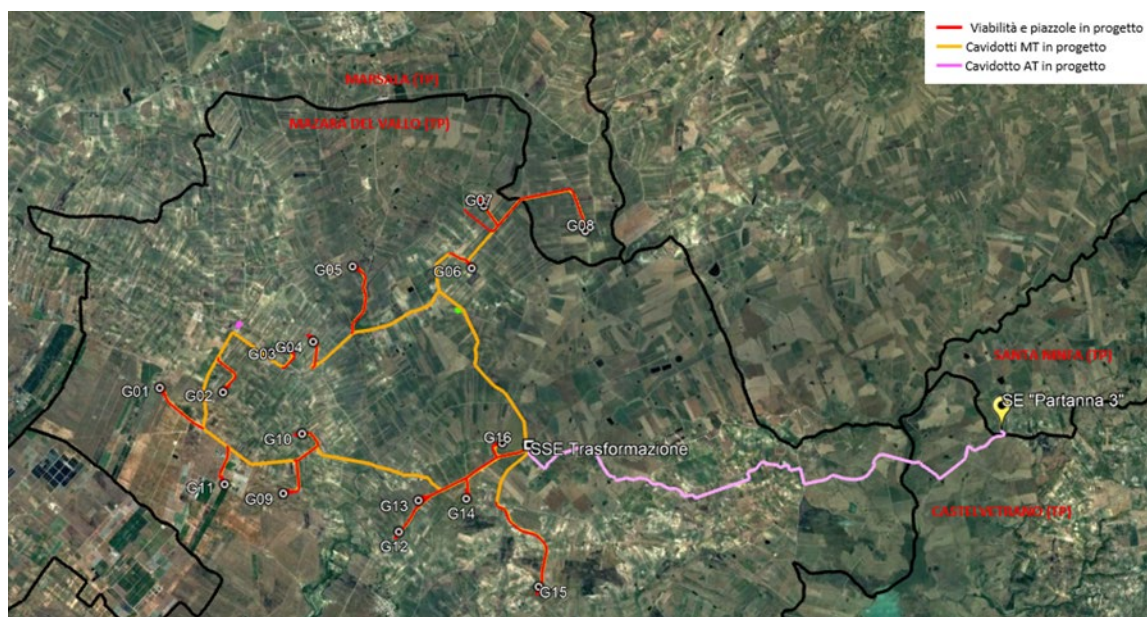 Viabilità e piazzole in progetto
Cavidotti MT in progetto
Cavidotto AT in progetto
MARSALA (TP)
MAZARA DEL VALLO (TP)
G07
G08
G05
G06
G03
G04
G01
G02
SANTA NINFA (TP)
SE "Partanna 3"
G10
G16
SSE Trasformazione
G11
G09
G13
G14
G12
CASTELVETRANO (TP)
G15